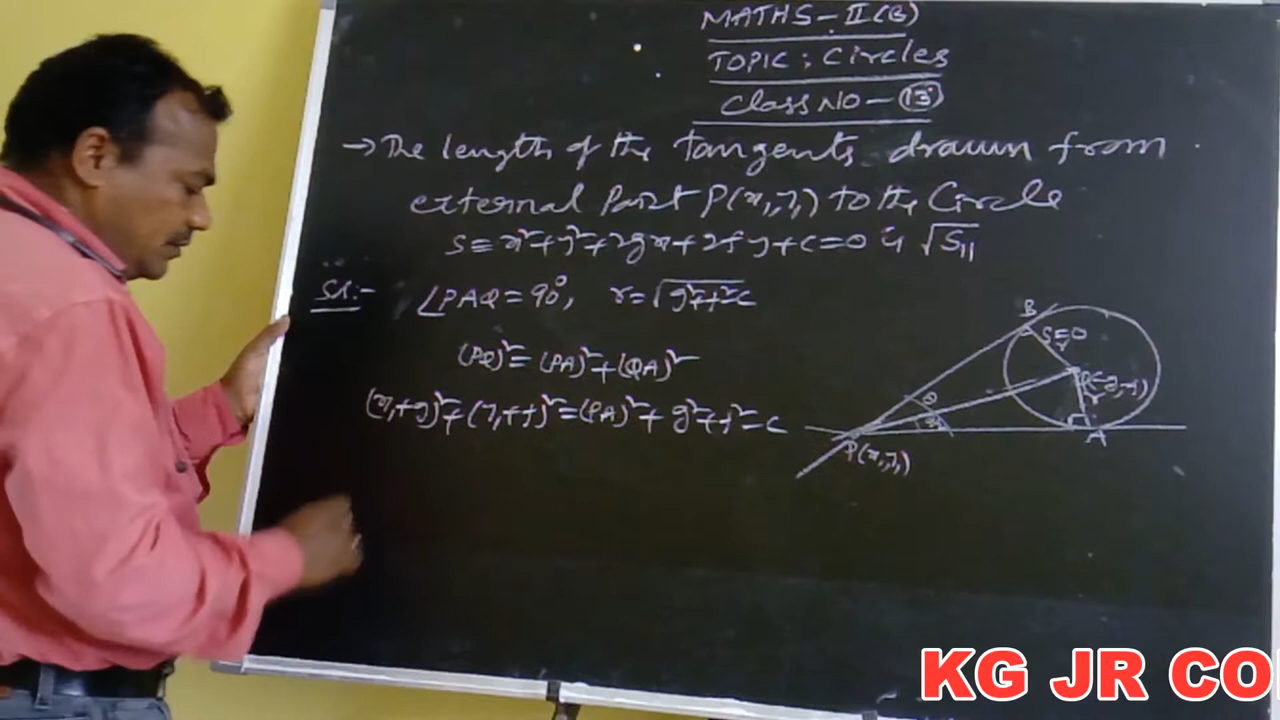 MATHS - II(B)
TOPIC : Circles
Class NO - 13
→ The length of the tangents drawn from
external Point P(x₁,y₁) to the Circle
S ≡ x²+y²+2gx+2fy+c=0 is √S₁₁
Sol:- ∠PAQ = 90°, r = √g²+f²-c
(PQ)² = (PA)² + (QA)²
(x₁+g)²+(y₁+f)² = (PA)² + g²+f²-c
B
S=0
r
Q(-g,-f)
r
θ
A
P(x₁,y₁)
KG JR CO